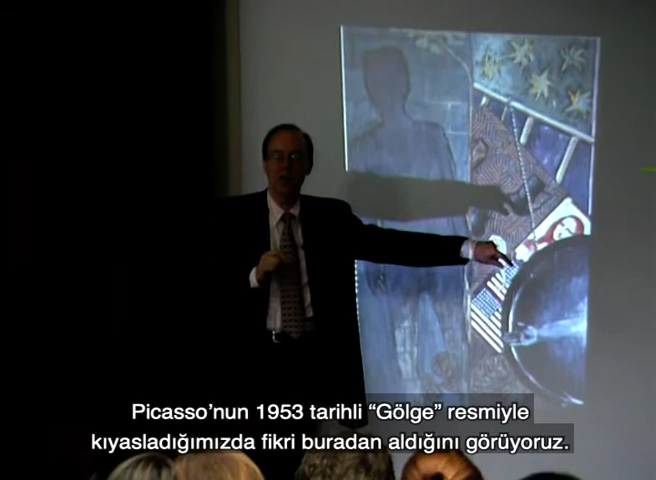 Picasso’nun 1953 tarihli “Gölge” resmiyle
kıyasladığımızda fikri buradan aldığını görüyoruz.